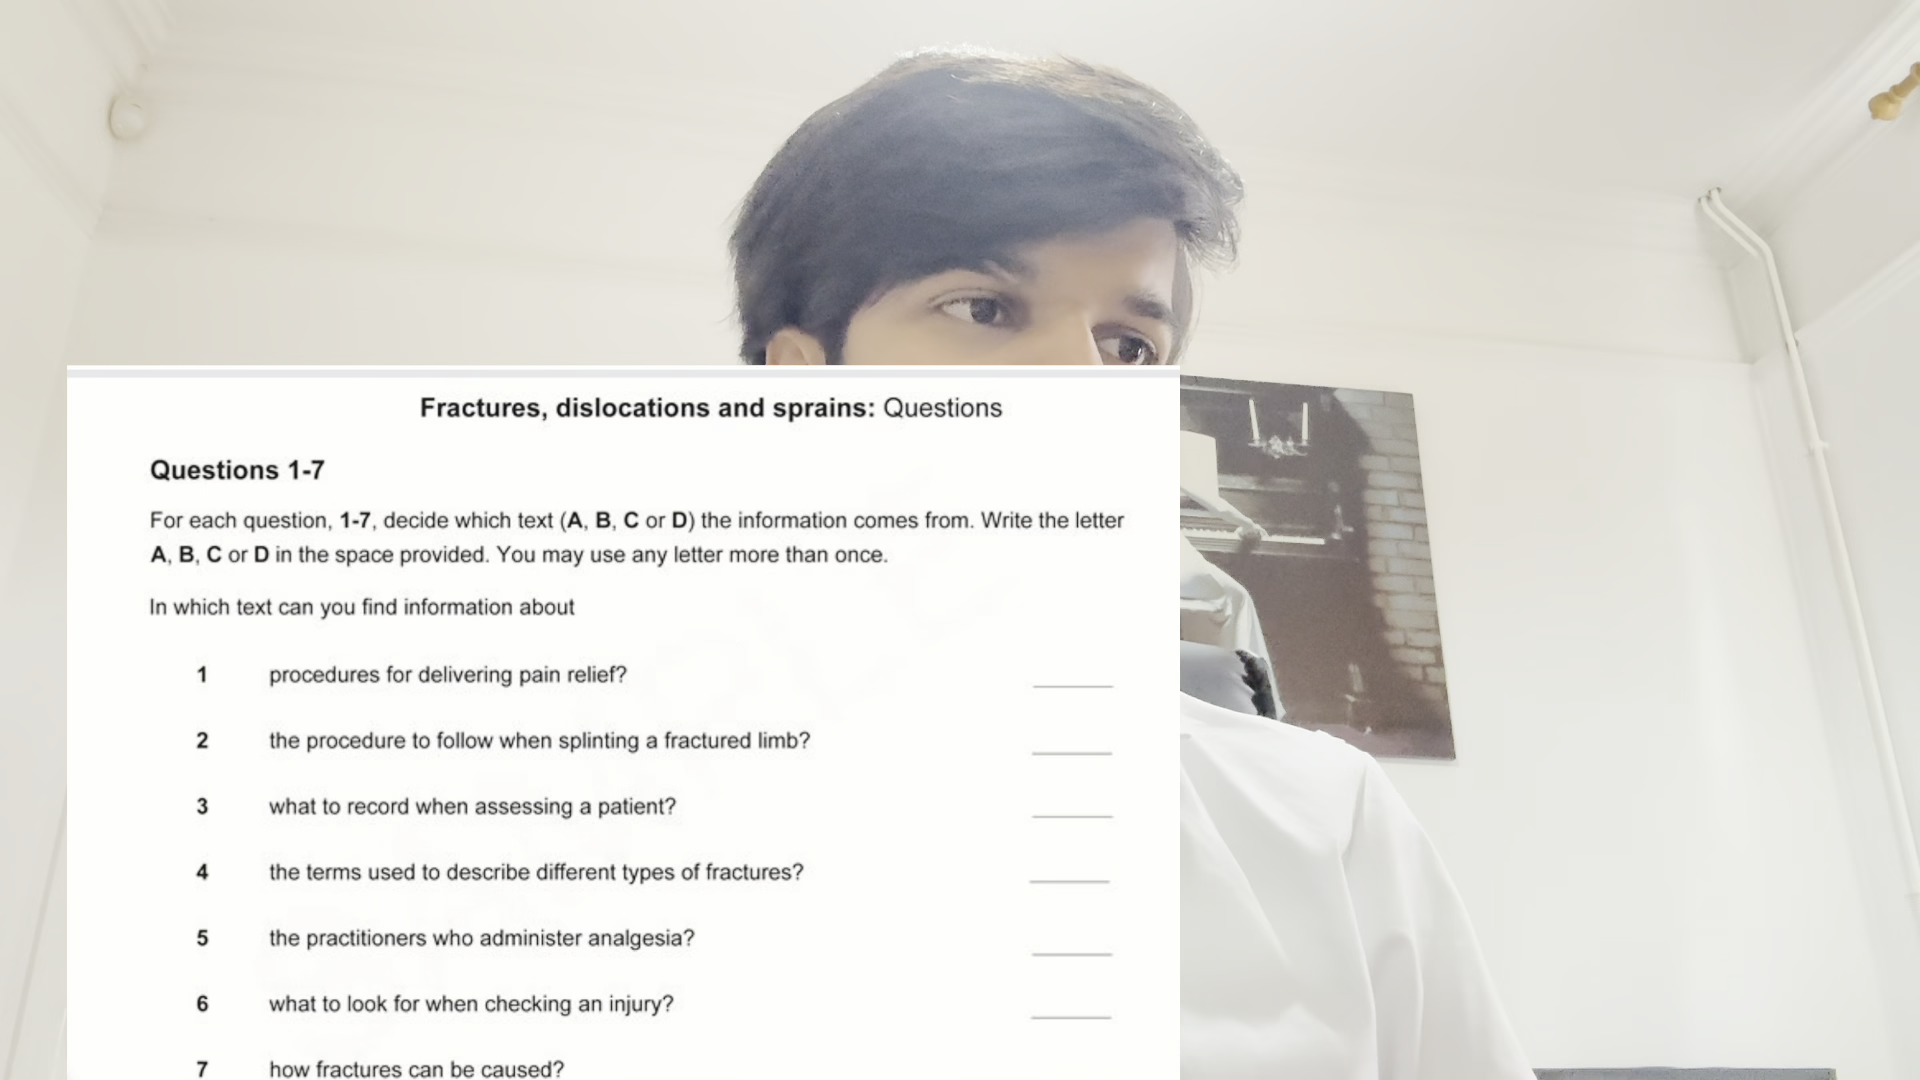 Fractures, dislocations and sprains: Questions
Questions 1-7
For each question, 1-7, decide which text (A, B, C or D) the information comes from. Write the letter
A, B, C or D in the space provided. You may use any letter more than once.
In which text can you find information about
1 procedures for delivering pain relief?
2 the procedure to follow when splinting a fractured limb?
3 what to record when assessing a patient?
4 the terms used to describe different types of fractures?
5 the practitioners who administer analgesia?
6 what to look for when checking an injury?
7 how fractures can be caused?